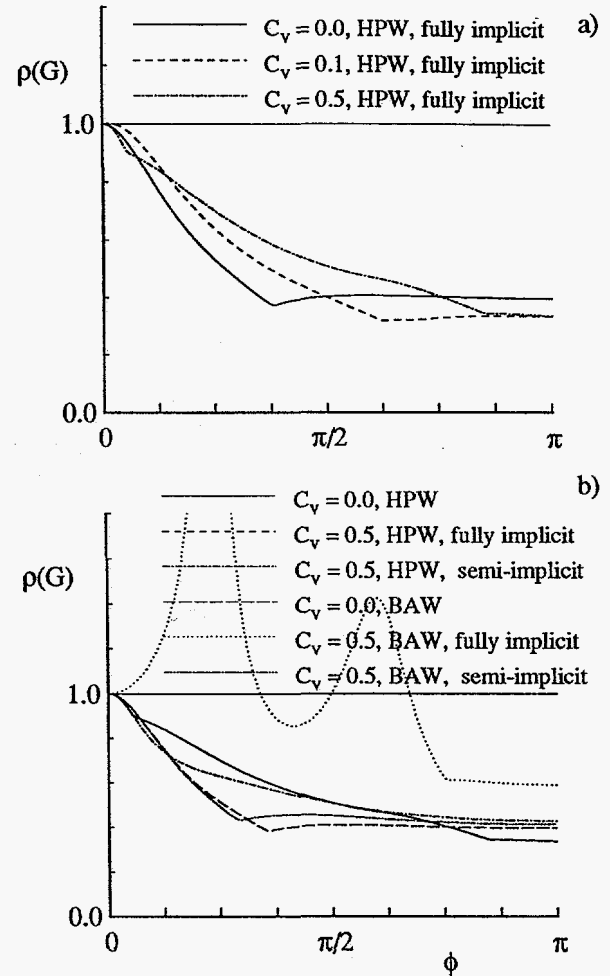 C_v = 0.0, HPW, fully implicit
a)
C_v = 0.1, HPW, fully implicit
ρ(G)
C_v = 0.5, HPW, fully implicit
1.0
0.0
0
π/2
π
b)
C_v = 0.0, HPW
C_v = 0.5, HPW, fully implicit
ρ(G)
C_v = 0.5, HPW, semi-implicit
C_v = 0.0, BAW
C_v = 0.5, BAW, fully implicit
C_v = 0.5, BAW, semi-implicit
1.0
0.0
0
π/2
π
ϕ